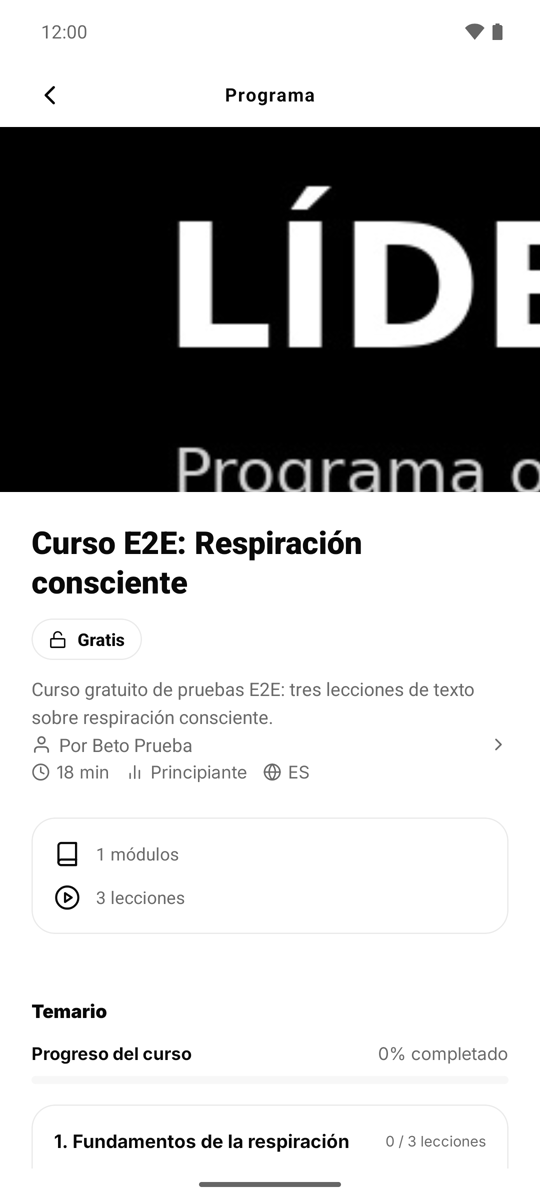 12:00
Programa
LÍDE
Programa o
Curso E2E: Respiración
consciente
Gratis
Curso gratuito de pruebas E2E: tres lecciones de texto
sobre respiración consciente.
Por Beto Prueba
18 min Principiante ES
1 módulos
3 lecciones
Temario
Progreso del curso 0% completado
1. Fundamentos de la respiración 0 / 3 lecciones